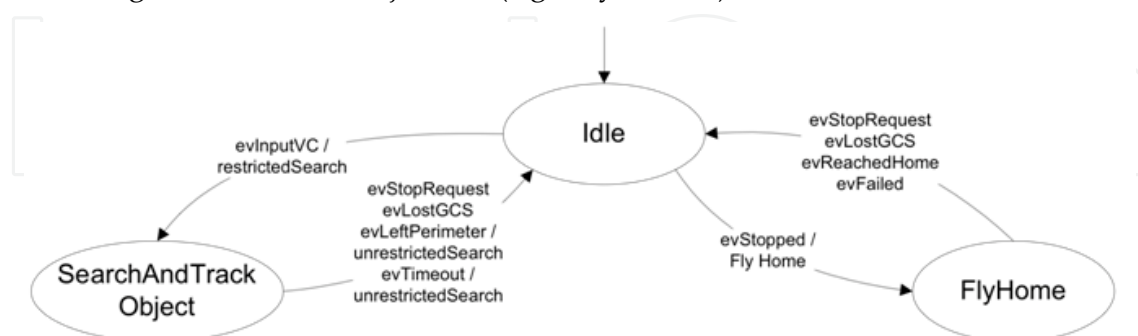 Idle
evInputVC /
restrictedSearch
evStopRequest
evLostGCS
evLeftPerimeter /
unrestrictedSearch
evTimeout /
unrestrictedSearch
evStopRequest
evLostGCS
evReachedHome
evFailed
evStopped /
Fly Home
SearchAndTrack
Object
FlyHome